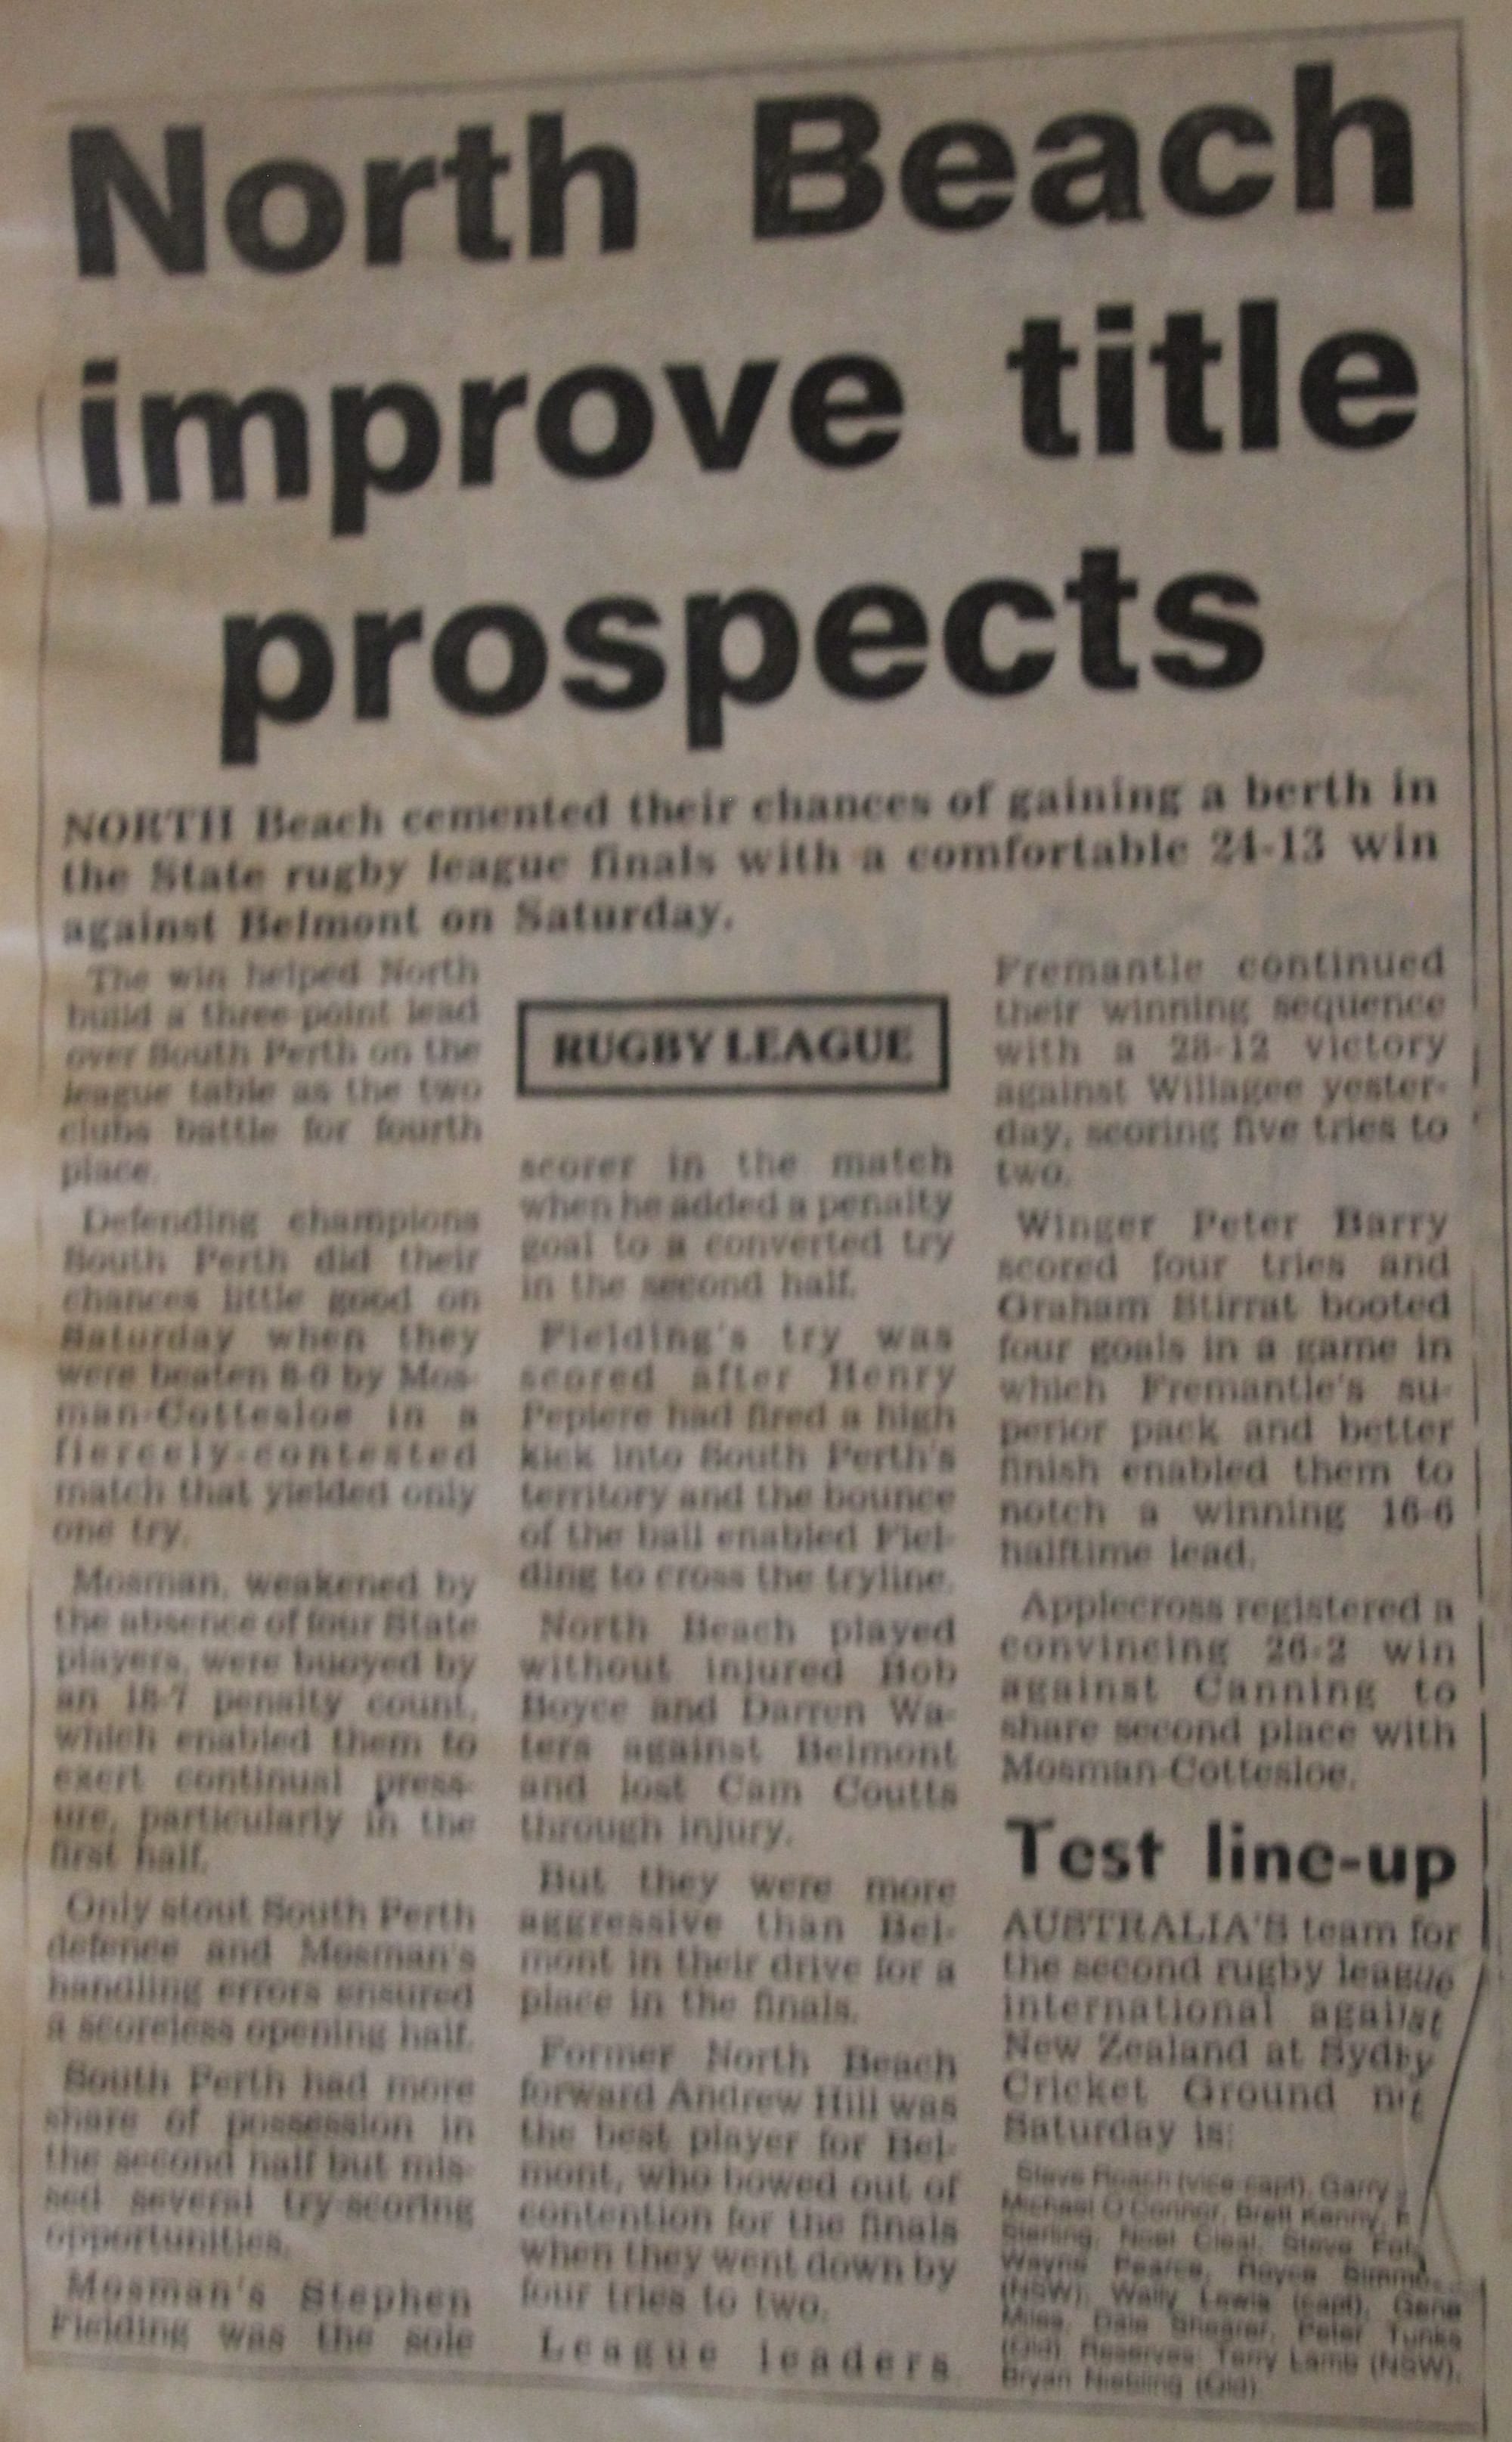 North Beach
improve title
prospects
NORTH Beach cemented their chances of gaining a berth in
the State rugby league finals with a comfortable 24-13 win
against Belmont on Saturday.
The win helped North
build a three-point lead
over South Perth on the
league table as the two
clubs battle for fourth
place.
Defending champions
South Perth did their
chances little good on
Saturday when they
were beaten 8-0 by Mos-
man-Cottesloe in a
fiercely-contested
match that yielded only
one try.
Mosman, weakened by
the absence of four State
players, were buoyed by
an 18-7 penalty count,
which enabled them to
exert continual press-
ure, particularly in the
first half.
Only stout South Perth
defence and Mosman's
handling errors ensured
a scoreless opening half.
South Perth had more
share of possession in
the second half but mis-
sed several try-scoring
opportunities.
Mosman's Stephen
Fielding was the sole
RUGBY LEAGUE
scorer in the match
when he added a penalty
goal to a converted try
in the second half.
Fielding's try was
scored after Henry
Pepiere had fired a high
kick into South Perth's
territory and the bounce
of the ball enabled Fiel-
ding to cross the tryline.
North Beach played
without injured Bob
Boyce and Darren Wa-
ters against Belmont
and lost Cam Coutts
through injury.
But they were more
aggressive than Bel-
mont in their drive for a
place in the finals.
Former North Beach
forward Andrew Hill was
the best player for Bel-
mont, who bowed out of
contention for the finals
when they went down by
four tries to two.
League leaders
Fremantle continued
their winning sequence
with a 28-12 victory
against Willagee yester-
day, scoring five tries to
two.
Winger Peter Barry
scored four tries and
Graham Stirrat booted
four goals in a game in
which Fremantle's su-
perior pack and better
finish enabled them to
notch a winning 16-6
halftime lead.
Applecross registered a
convincing 26-2 win
against Canning to
share second place with
Mosman-Cottesloe.
Test line-up
AUSTRALIA'S team for
the second rugby league
international against
New Zealand at Sydney
Cricket Ground
Saturday is:
Steve Roach (vice-capt), Garry
Michael O'Connor, Brett Kenny,
Sterling, Noel Cleal, Steve
Wayne Pearce, Royce
(NSW), Wally Lewis (capt), Gene
Miles, Dale Shearer, Peter Tunks
(Qld). Reserves: Terry Lamb (NSW),
Bryan Niebling (Qld).